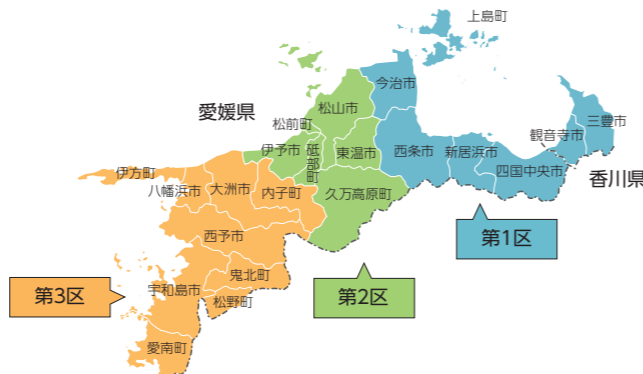 上島町
今治市
愛媛県
松山市
三豊市
松前町
観音寺市
伊予市
砥部町
東温市
西条市
新居浜市
四国中央市
香川県
伊方町
八幡浜市
大洲市
内子町
久万高原町
第1区
西予市
鬼北町
第3区
宇和島市
松野町
第2区
愛南町